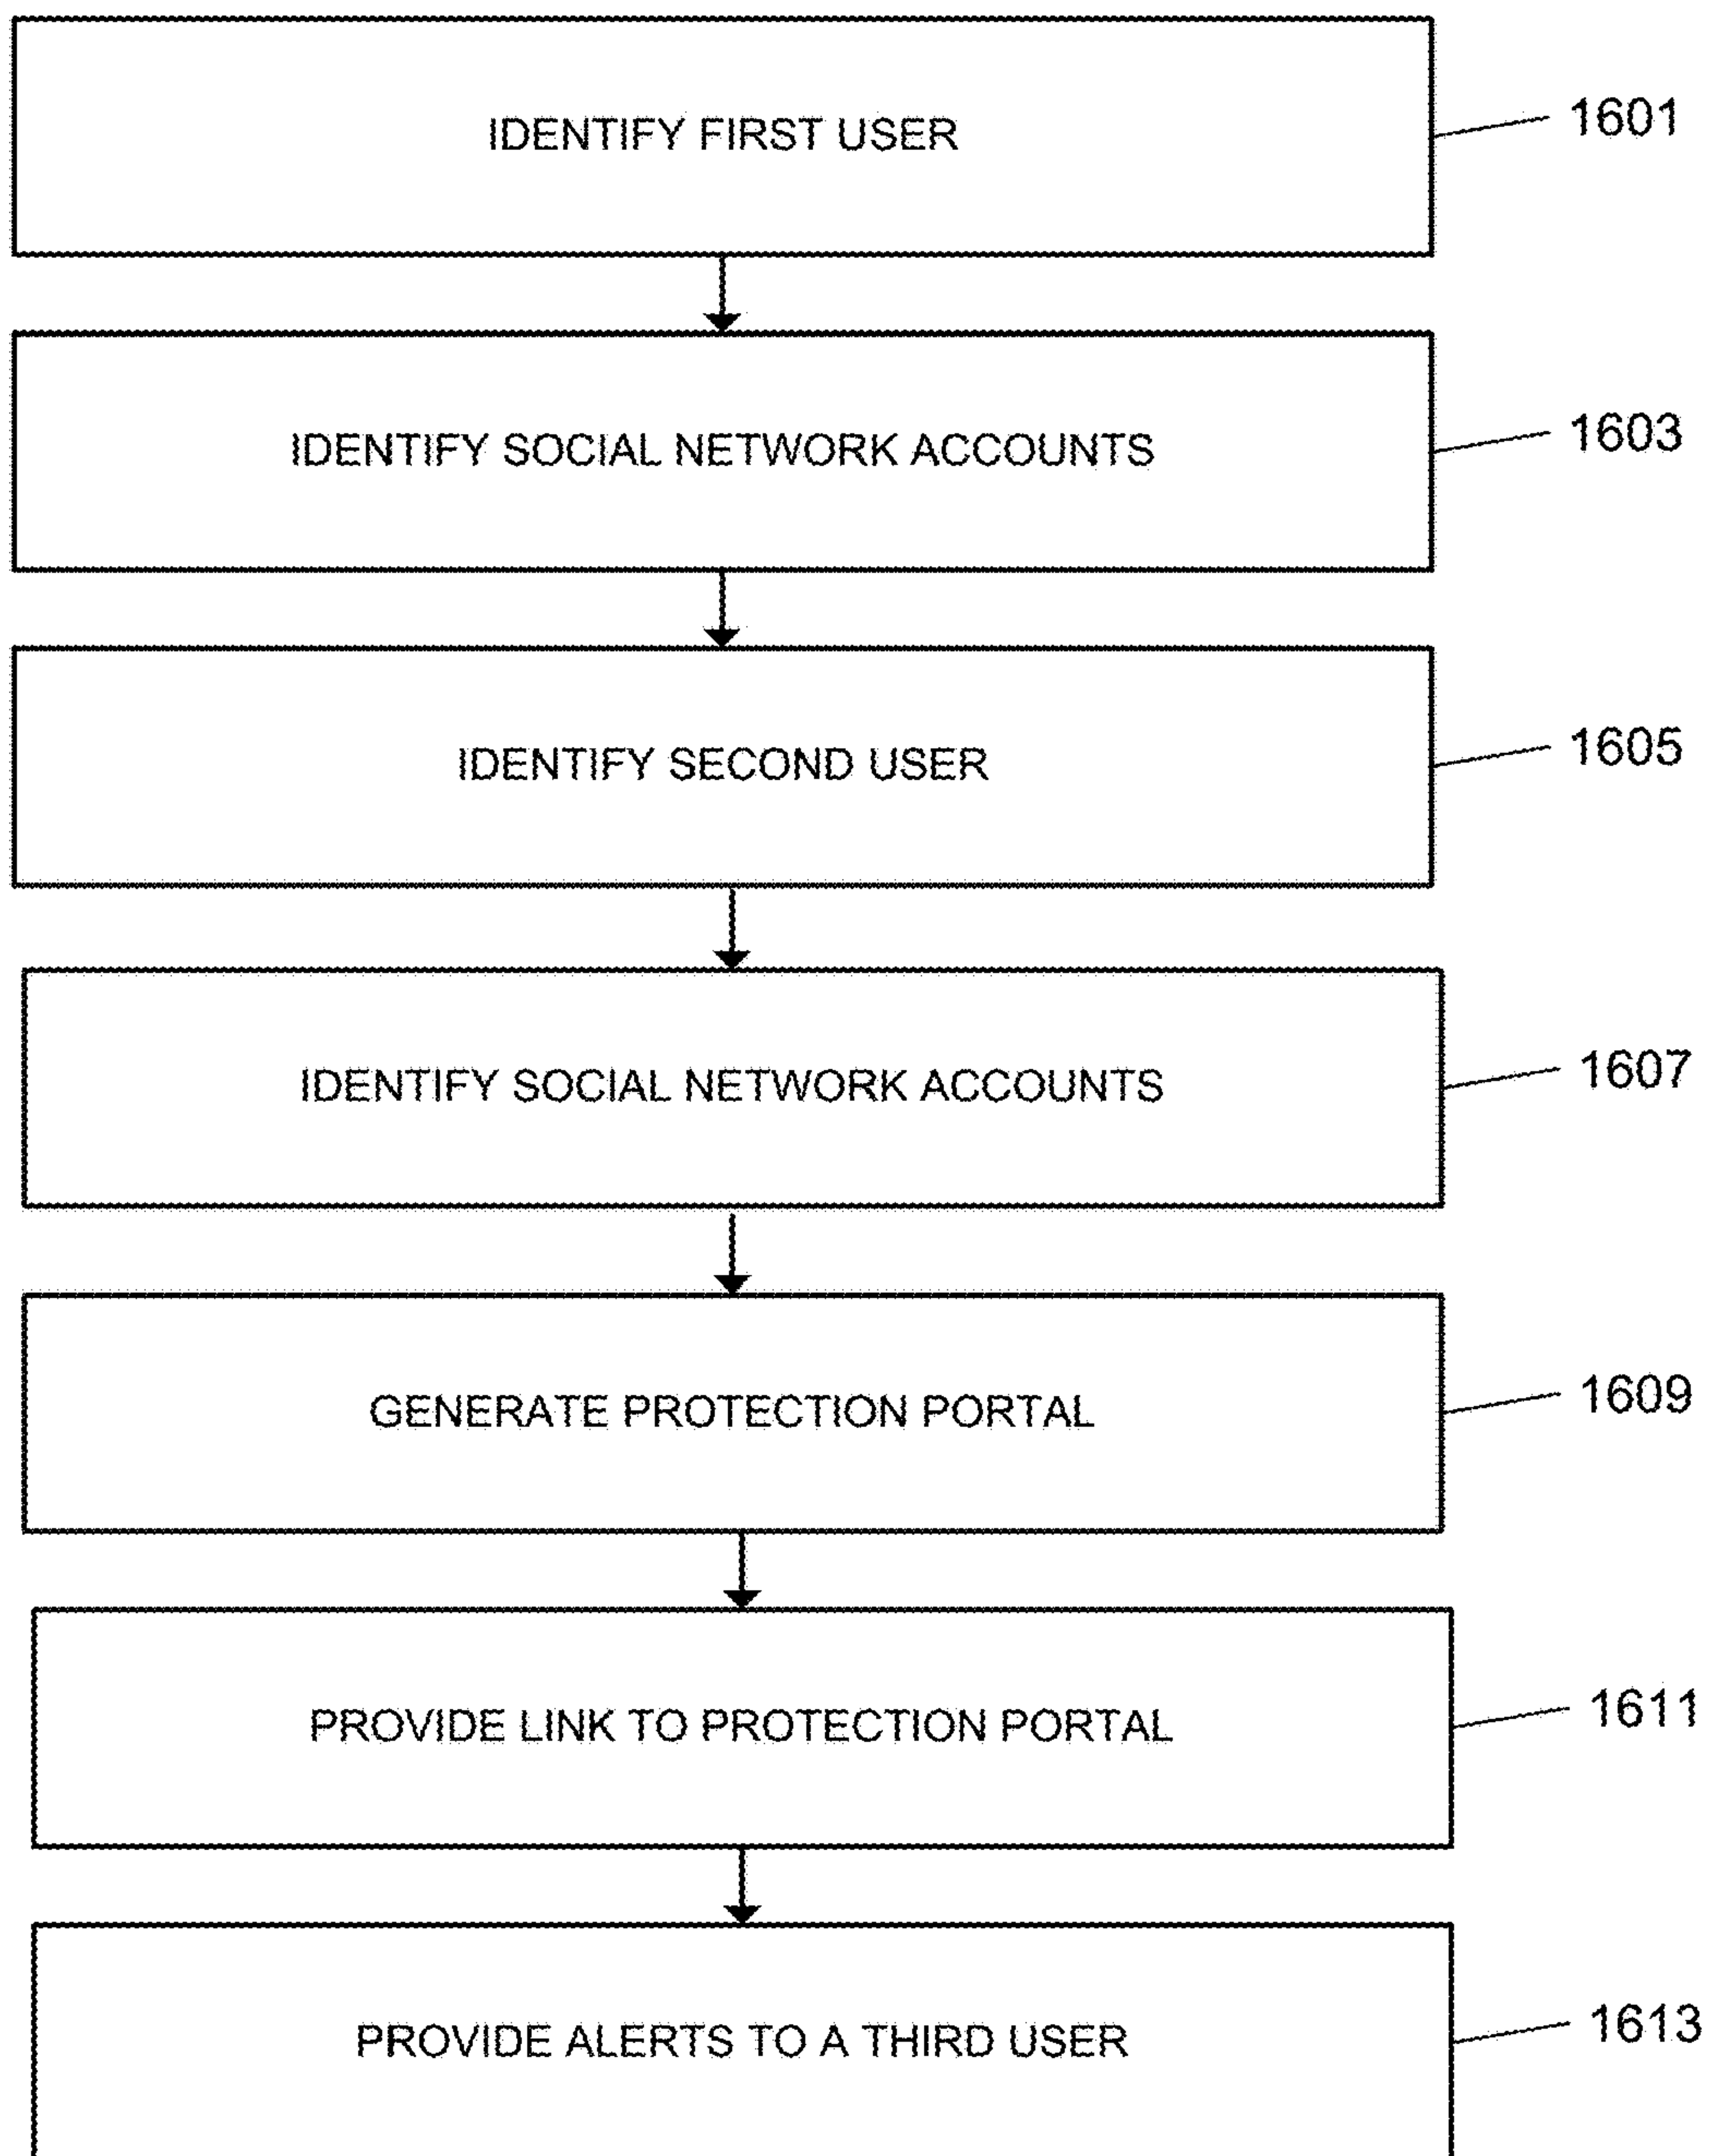 IDENTIFY FIRST USER
1601
IDENTIFY SOCIAL NETWORK ACCOUNTS
1603
IDENTIFY SECOND USER
1605
IDENTIFY SOCIAL NETWORK ACCOUNTS
1607
GENERATE PROTECTION PORTAL
1609
PROVIDE LINK TO PROTECTION PORTAL
1611
PROVIDE ALERTS TO A THIRD USER
1613